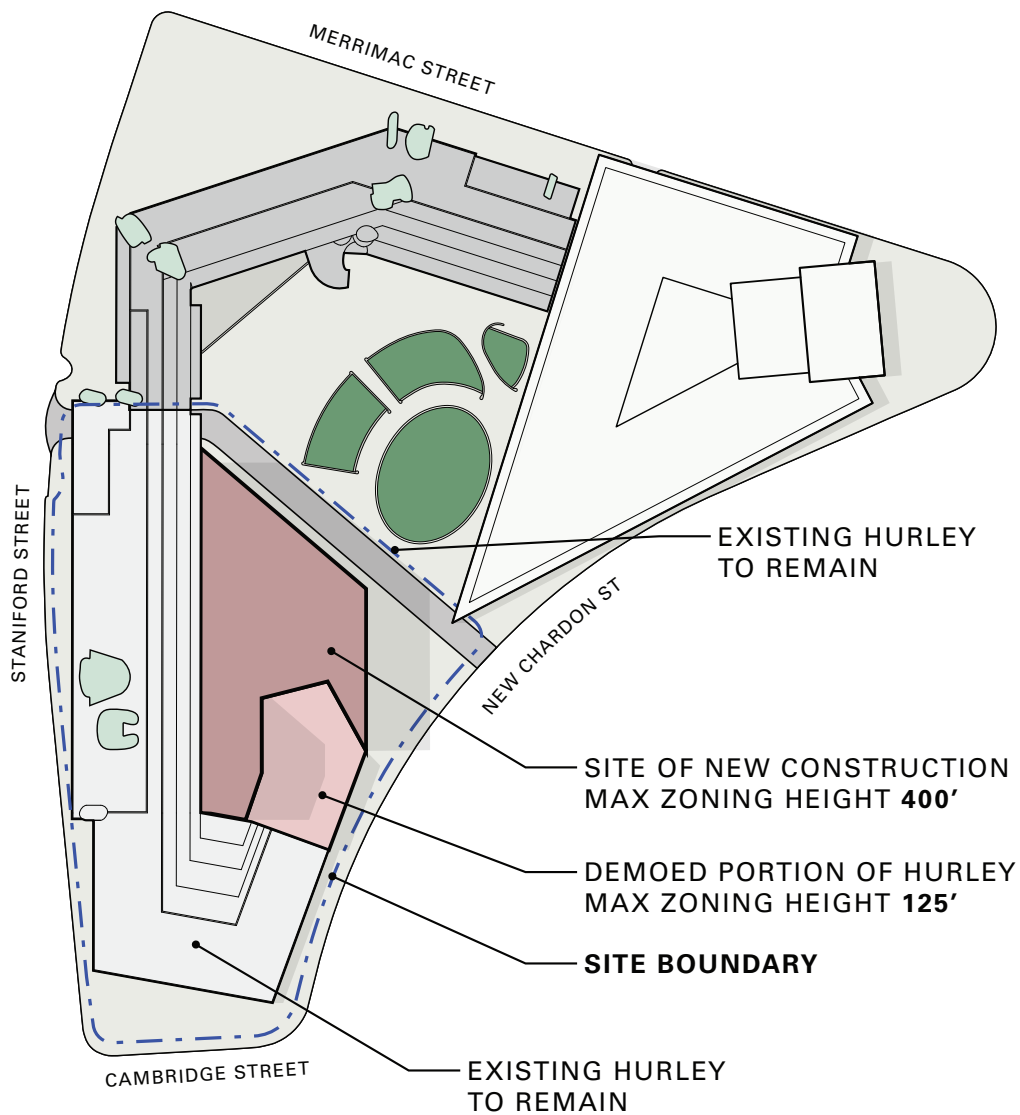 MERRIMAC STREET
STANIFORD STREET
EXISTING HURLEY
TO REMAIN
NEW CHARDON ST
SITE OF NEW CONSTRUCTION
MAX ZONING HEIGHT 400’
DEMOED PORTION OF HURLEY
MAX ZONING HEIGHT 125’
SITE BOUNDARY
CAMBRIDGE STREET
EXISTING HURLEY
TO REMAIN